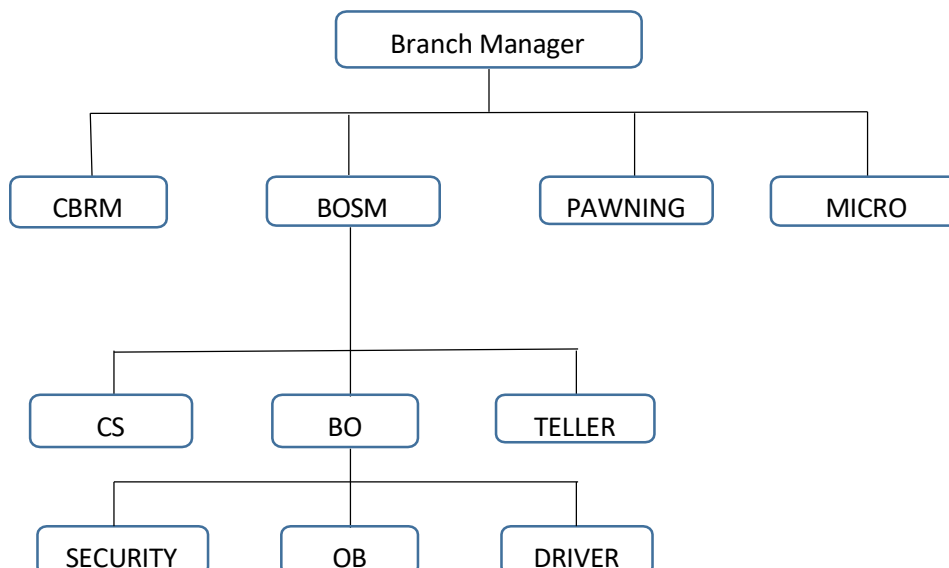 Branch Manager
CBRM
BOSM
PAWNING
MICRO
CS
BO
TELLER
SECURITY
OB
DRIVER